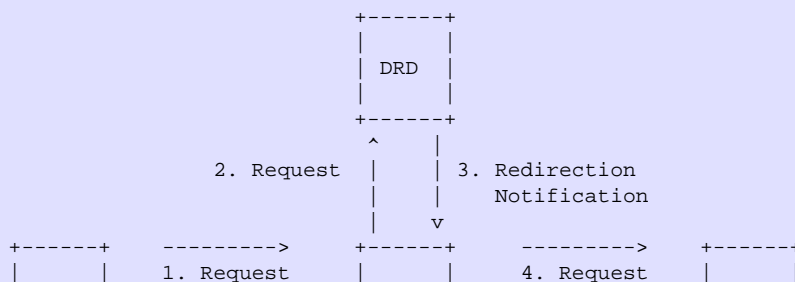 +------+
|      |
| DRD  |
|      |
+------+
^    |
2. Request  |    | 3. Redirection
|    |   Notification
|    v
+------+    --------->    +------+    --------->    +------+
|      |    1. Request    |      |    4. Request    |      |